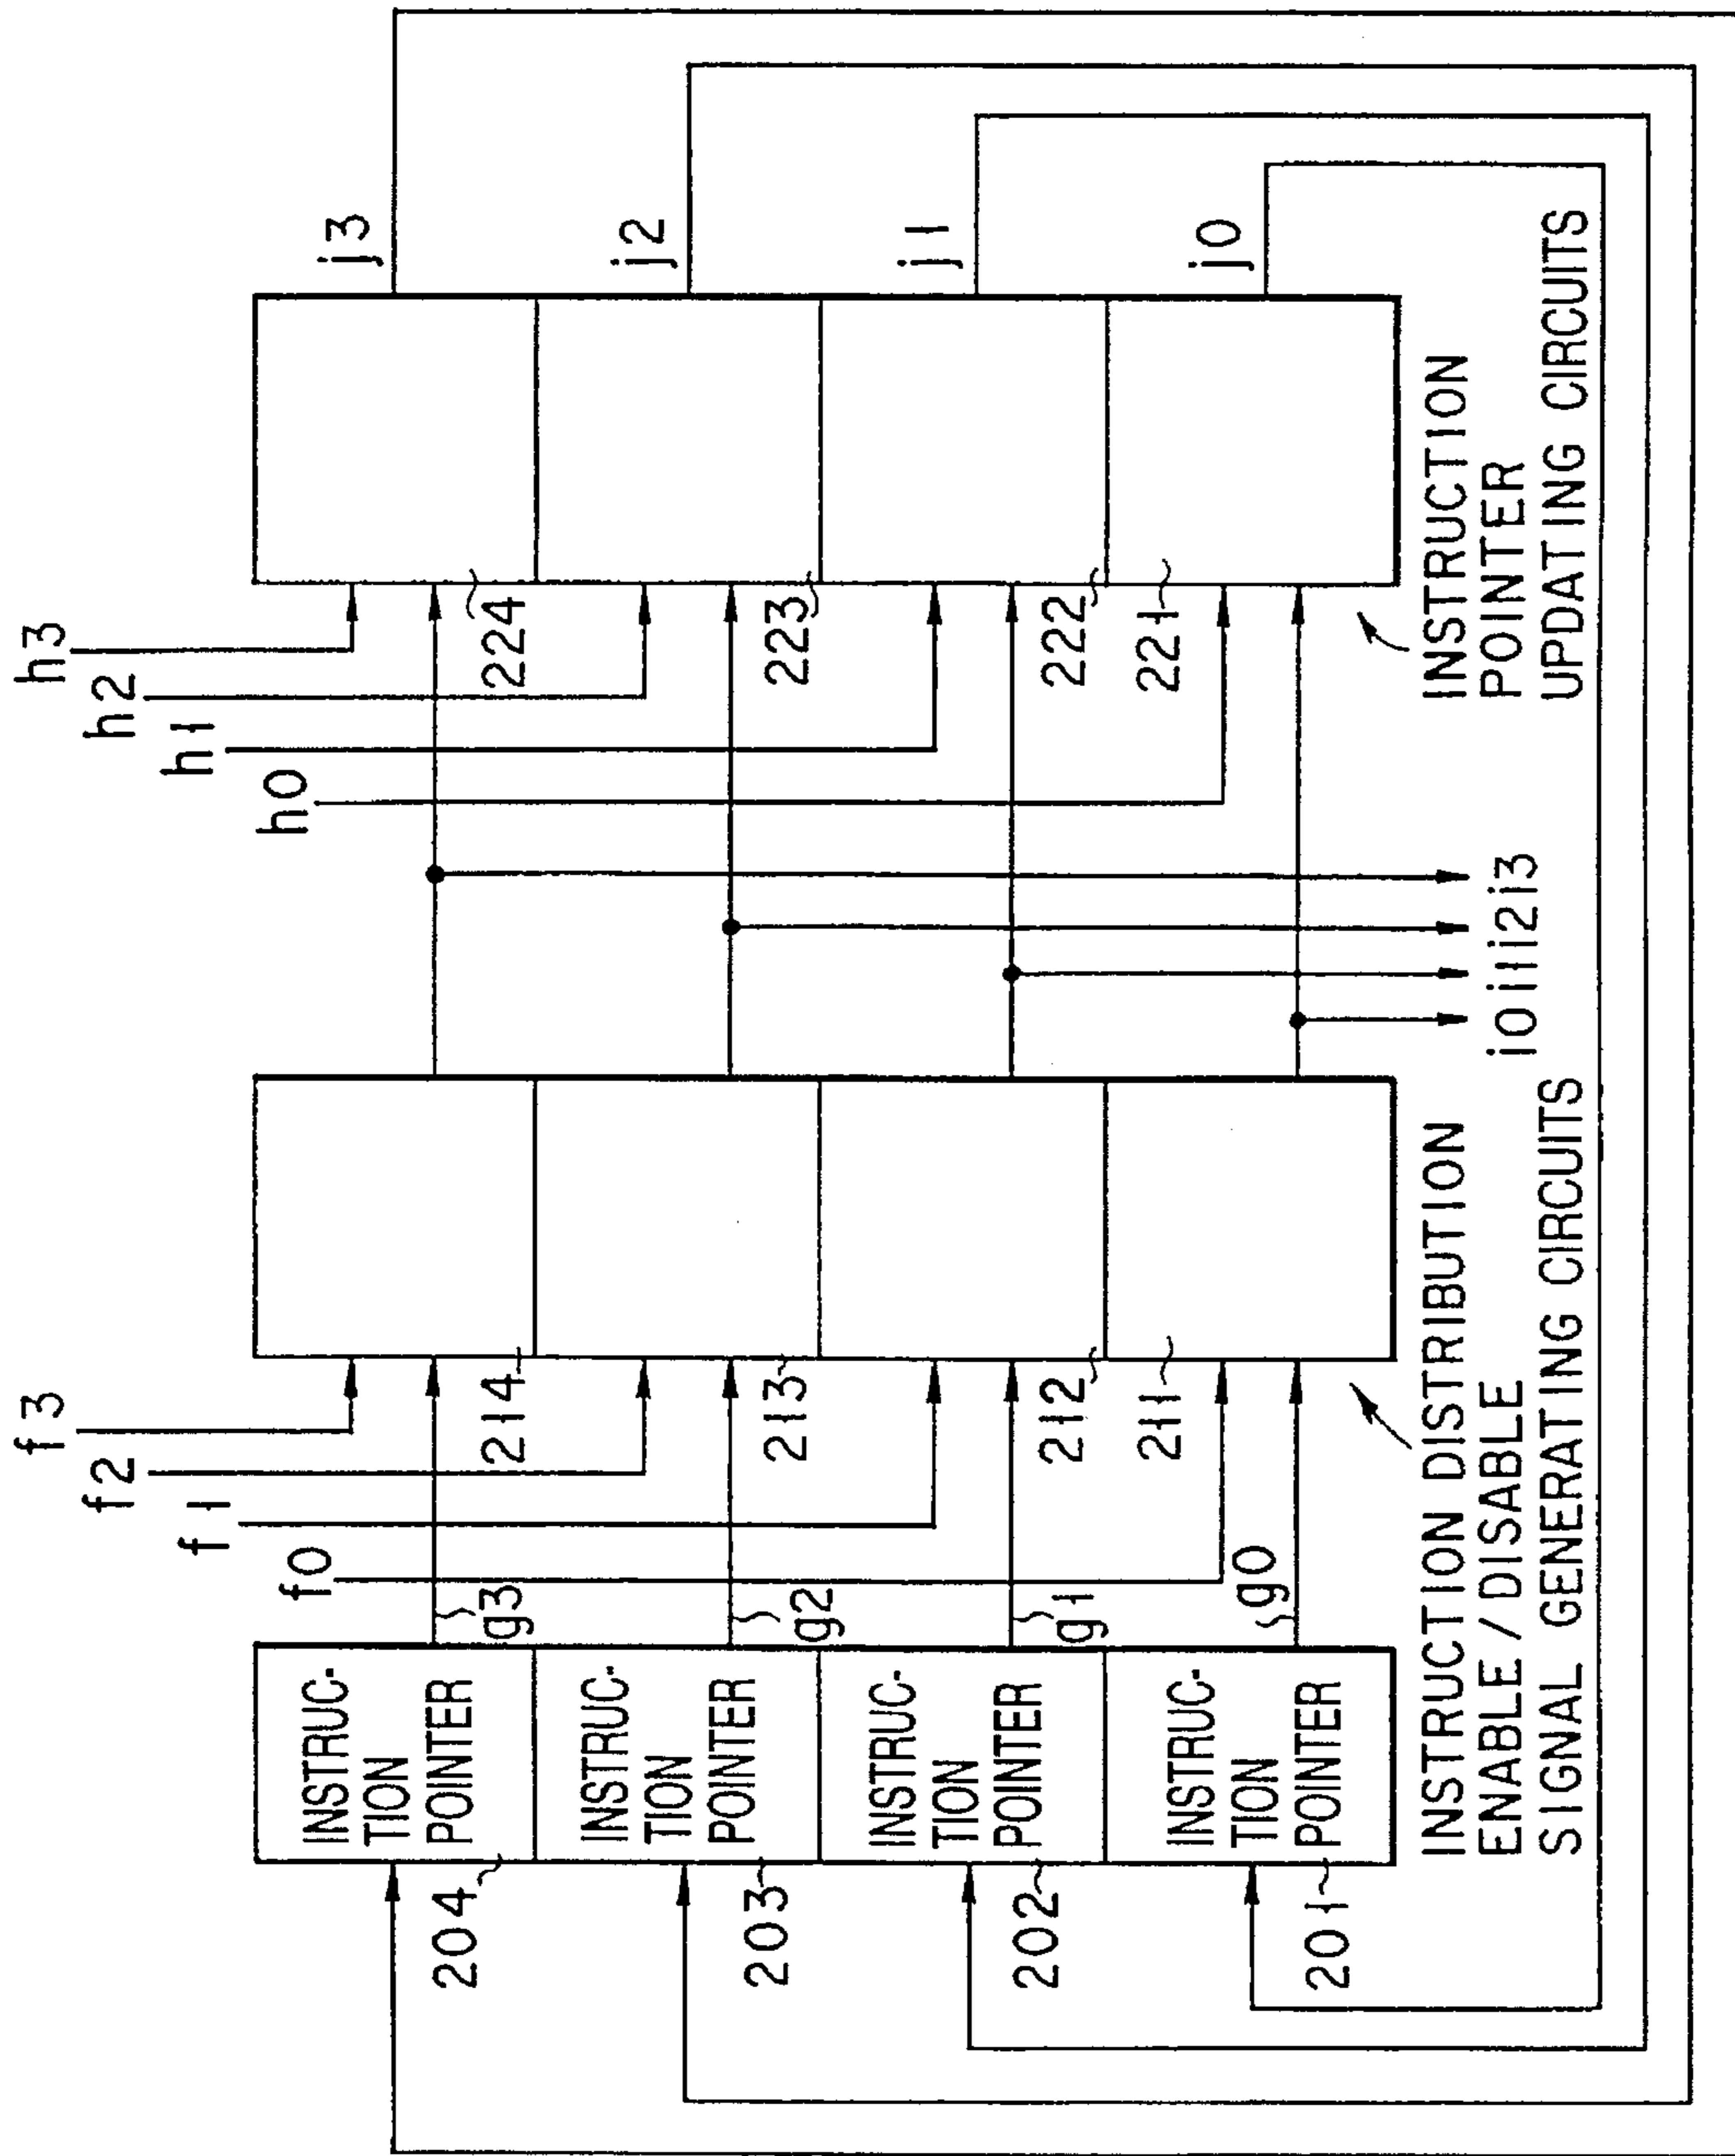 f3
f2
f1
f0
h3
h2
h1
h0
INSTRUC-
TION
POINTER
204
g3
214
224
j3
INSTRUC-
TION
POINTER
203
g2
213
223
j2
INSTRUC-
TION
POINTER
202
g1
212
222
j1
INSTRUC-
TION
POINTER
201
g0
211
221
j0
i0 i1 i2 i3
INSTRUCTION DISTRIBUTION
ENABLE/DISABLE
SIGNAL GENERATING CIRCUITS
INSTRUCTION
POINTER
UPDATING CIRCUITS